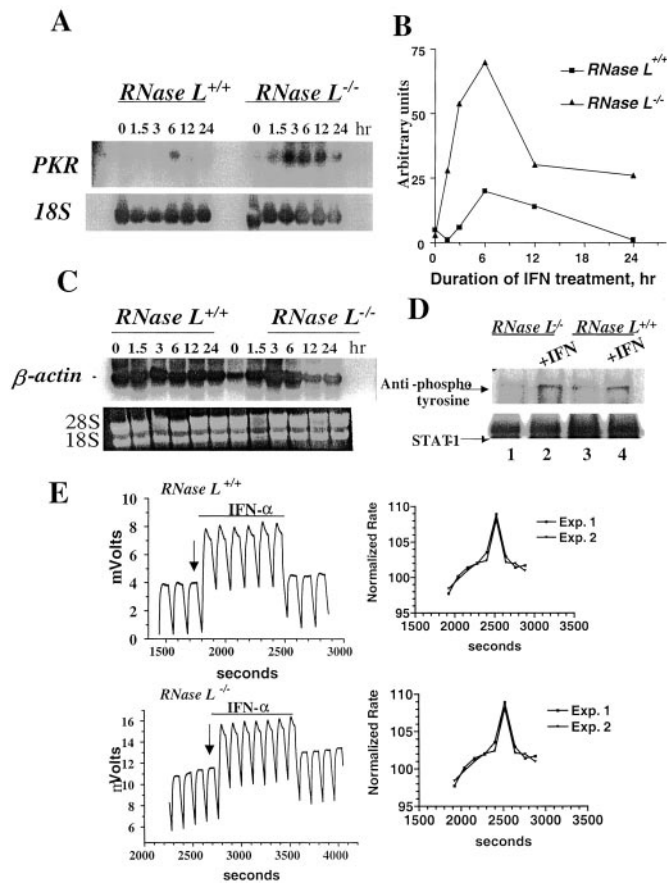 A
RNase L+/+ RNase L-/-
0 1.5 3 6 12 24 0 1.5 3 6 12 24 hr
PKR
18S
B
Arbitrary units
75
50
25
0
0 6 12 18 24
Duration of IFN treatment, hr
RNase L+/+
RNase L-/-
C
RNase L+/+ RNase L-/-
0 1.5 3 6 12 24 0 1.5 3 6 12 24 hr
β-actin -
28S
18S
D
RNase L-/- RNase L+/+
+IFN +IFN
Anti-phospho
tyrosine
STAT-1
1 2 3 4
E
RNase L +/+
IFN-α
mVolts
10
8
6
4
2
0
1500 2000 2500 3000
seconds
Normalized Rate
110
105
100
95
1500 2000 2500 3000 3500
seconds
Exp. 1
Exp. 2
RNase L -/-
IFN-α
mVolts
16
14
12
10
8
6
4
2000 2500 3000 3500 4000
seconds
Normalized Rate
110
105
100
95
0 500 1000 1500 2000 2500 3000 3500
seconds
Exp. 1
Exp. 2